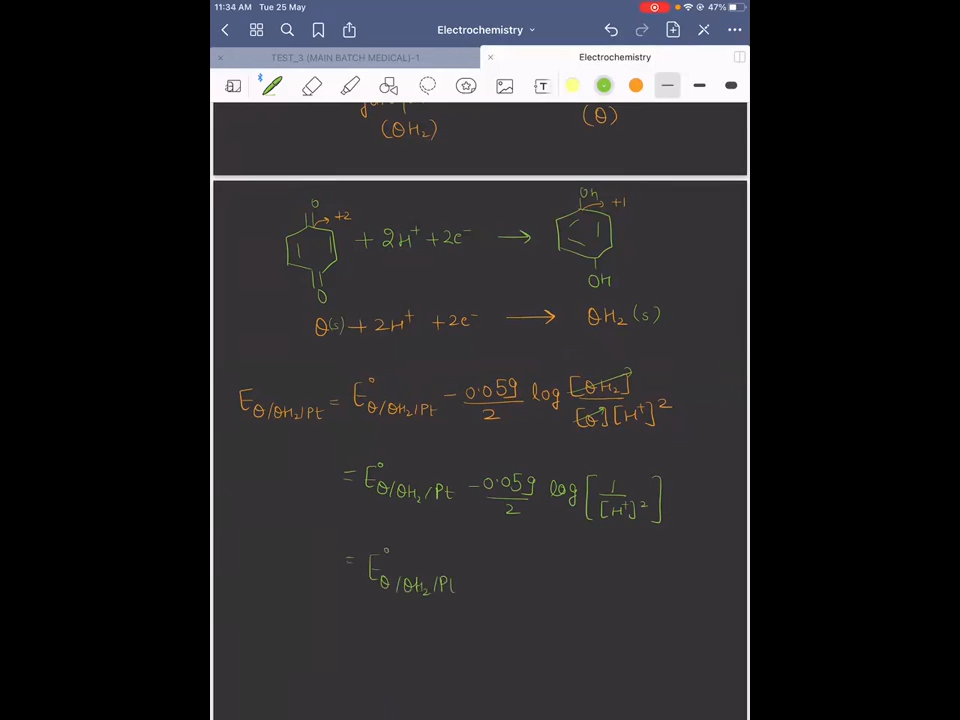 11:34 AM Tue 25 May
47%
Electrochemistry
TEST_3 (MAIN BATCH MEDICAL)-1
Electrochemistry
T
(QH₂) (Q)
O OH
+2 +1
+ 2H⁺ + 2e⁻ →
O OH
Q(s) + 2H⁺ + 2e⁻ → QH₂ (s)
E Q/QH₂/Pt = E° Q/QH₂/Pt − 0.059/2 log [QH₂]/[Q][H⁺]²
= E° Q/QH₂/Pt − 0.059/2 log [1/[H⁺]²]
= E° Q/QH₂/Pt